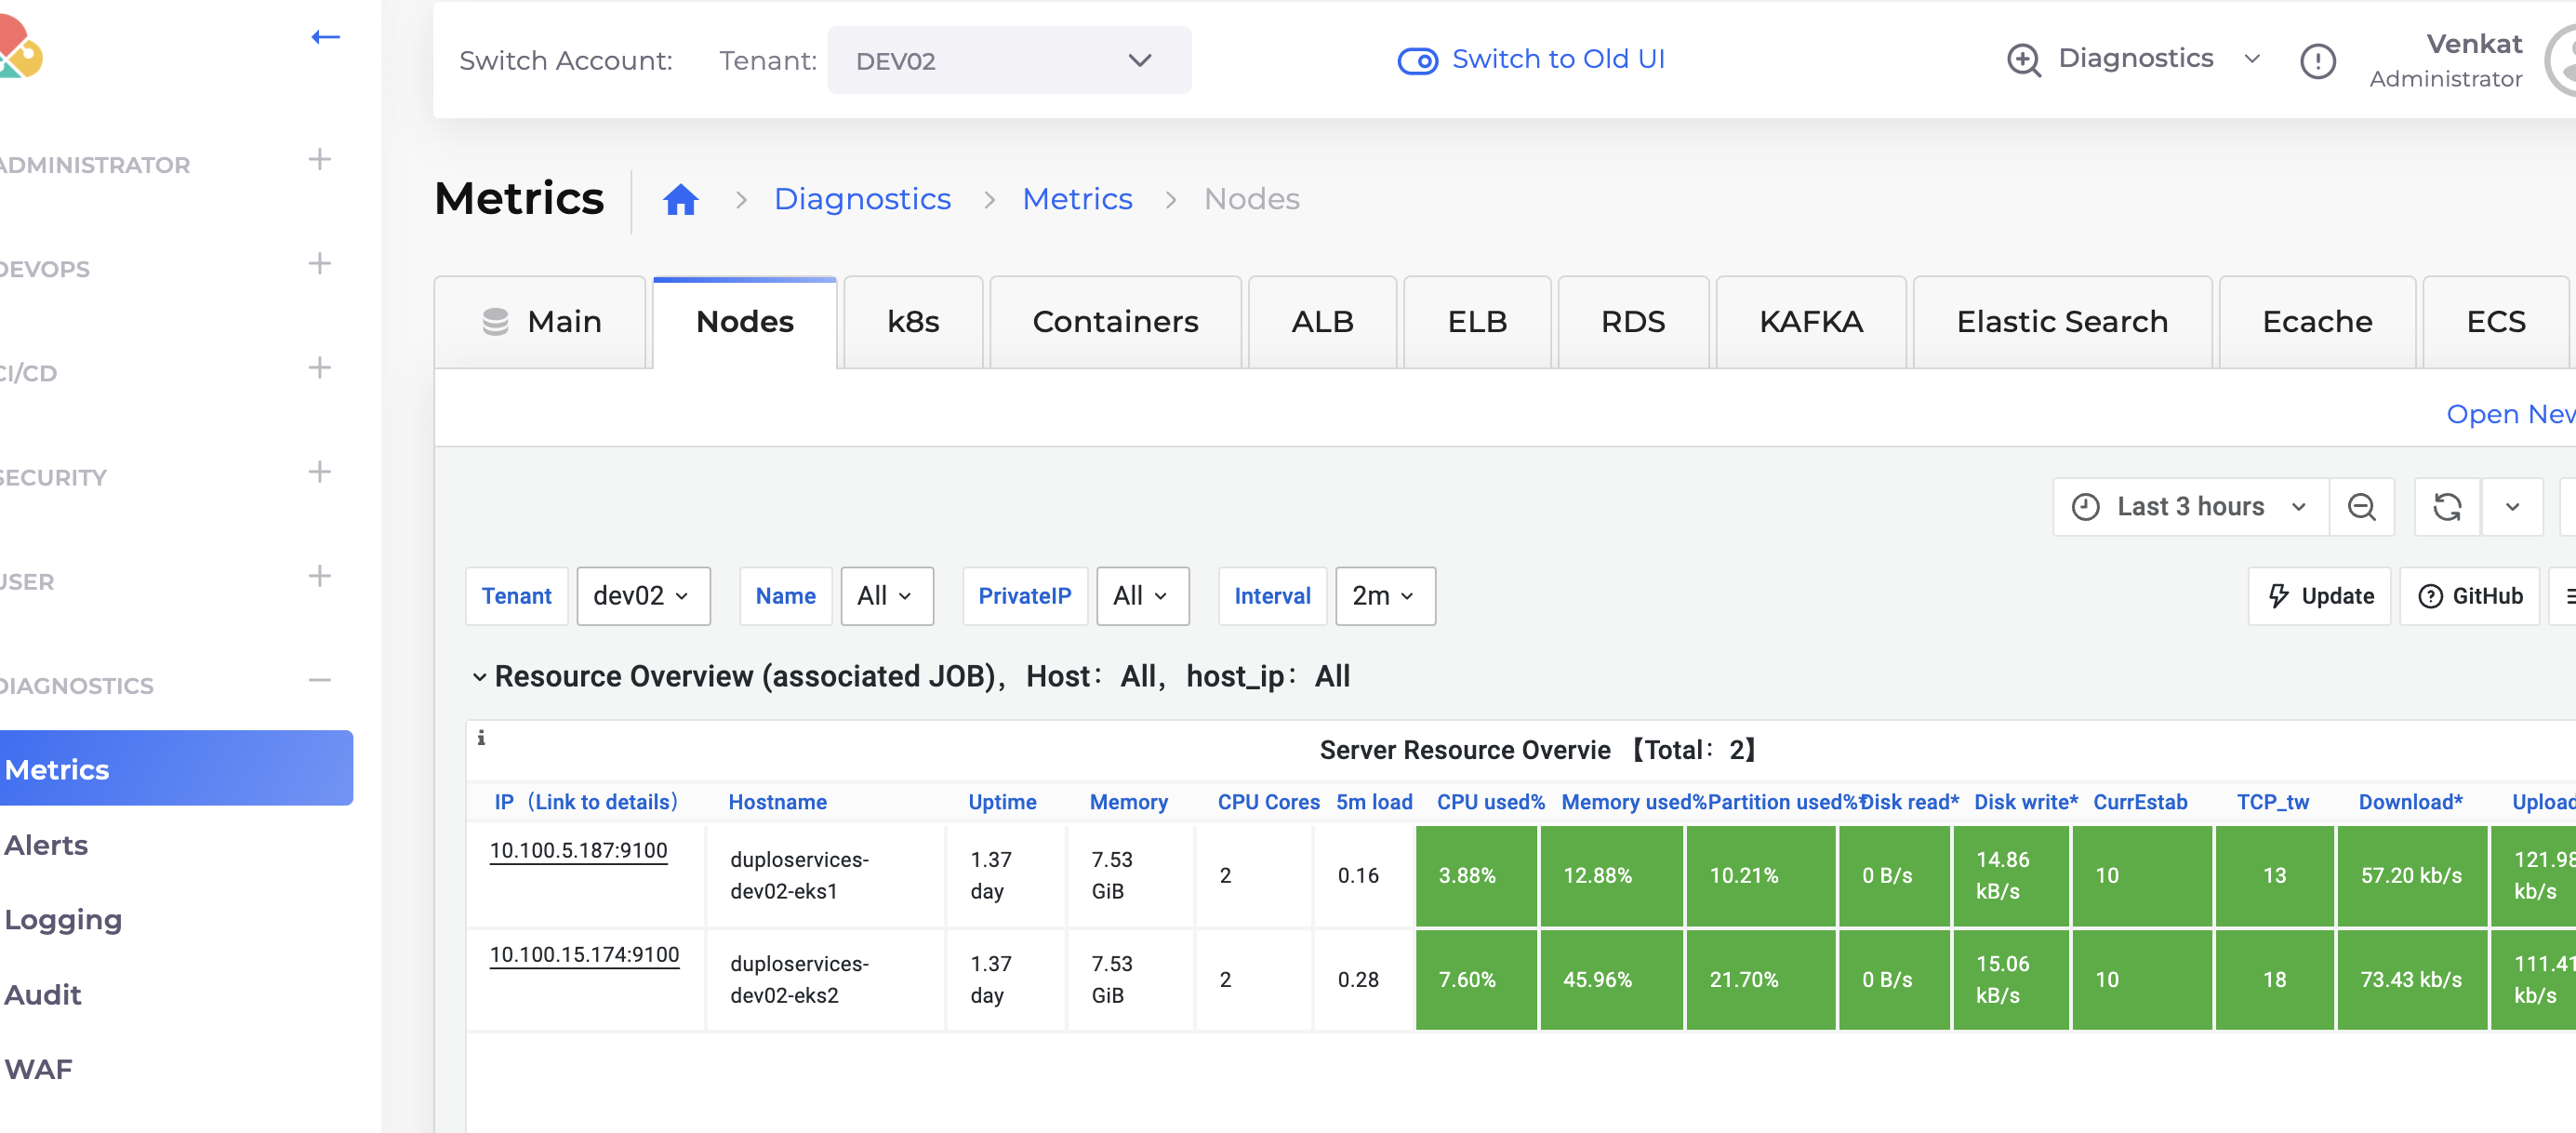 Switch Account: Tenant: DEV02 Switch to Old UI Diagnostics Venkat
Administrator
ADMINISTRATOR
DEVOPS
CI/CD
SECURITY
USER
DIAGNOSTICS
Metrics
Alerts
Logging
Audit
WAF
Metrics > Diagnostics > Metrics > Nodes
Main Nodes k8s Containers ALB ELB RDS KAFKA Elastic Search Ecache ECS
Open New
Last 3 hours
Tenant dev02 Name All PrivateIP All Interval 2m Update GitHub
Resource Overview (associated JOB)，Host：All，host_ip：All
Server Resource Overvie 【Total：2】
IP（Link to details） Hostname Uptime Memory CPU Cores 5m load CPU used% Memory used% Partition used%* Disk read* Disk write* CurrEstab TCP_tw Download* Upload
10.100.5.187:9100 duploservices-dev02-eks1 1.37 day 7.53 GiB 2 0.16 3.88% 12.88% 10.21% 0 B/s 14.86 kB/s 10 13 57.20 kb/s 121.98 kb/s
10.100.15.174:9100 duploservices-dev02-eks2 1.37 day 7.53 GiB 2 0.28 7.60% 45.96% 21.70% 0 B/s 15.06 kB/s 10 18 73.43 kb/s 111.41 kb/s